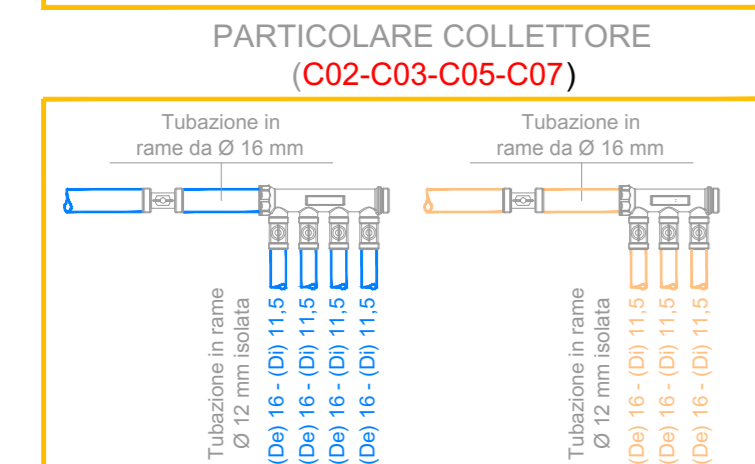 PARTICOLARE COLLETTORE
(C02-C03-C05-C07)
Tubazione in
rame da Ø 16 mm
Tubazione in rame
Ø 12 mm isolata
(De) 16 - (Di) 11,5
(De) 16 - (Di) 11,5
(De) 16 - (Di) 11,5
(De) 16 - (Di) 11,5
Tubazione in
rame da Ø 16 mm
Tubazione in rame
Ø 12 mm isolata
(De) 16 - (Di) 11,5
(De) 16 - (Di) 11,5
(De) 16 - (Di) 11,5